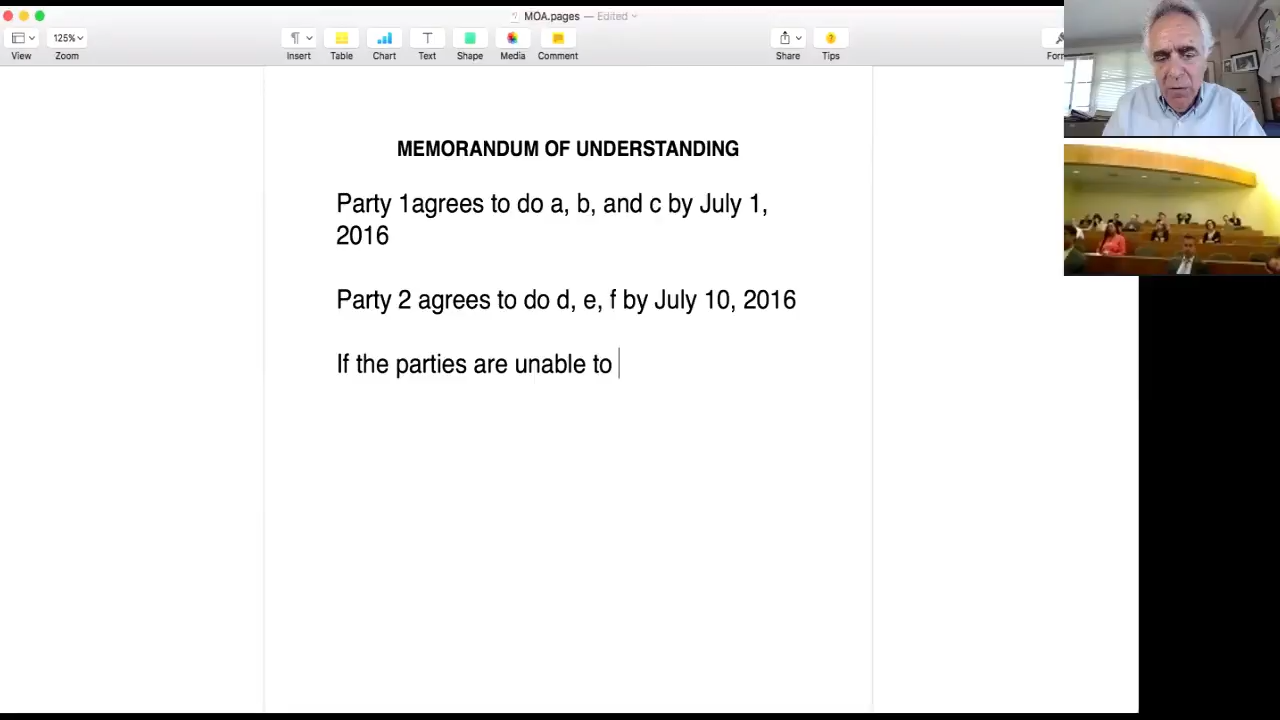 MOA.pages — Edited
125%
View
Zoom
Insert
Table
Chart
Text
Shape
Media
Comment
Share
Tips
Form
MEMORANDUM OF UNDERSTANDING
Party 1agrees to do a, b, and c by July 1,
2016
Party 2 agrees to do d, e, f by July 10, 2016
If the parties are unable to